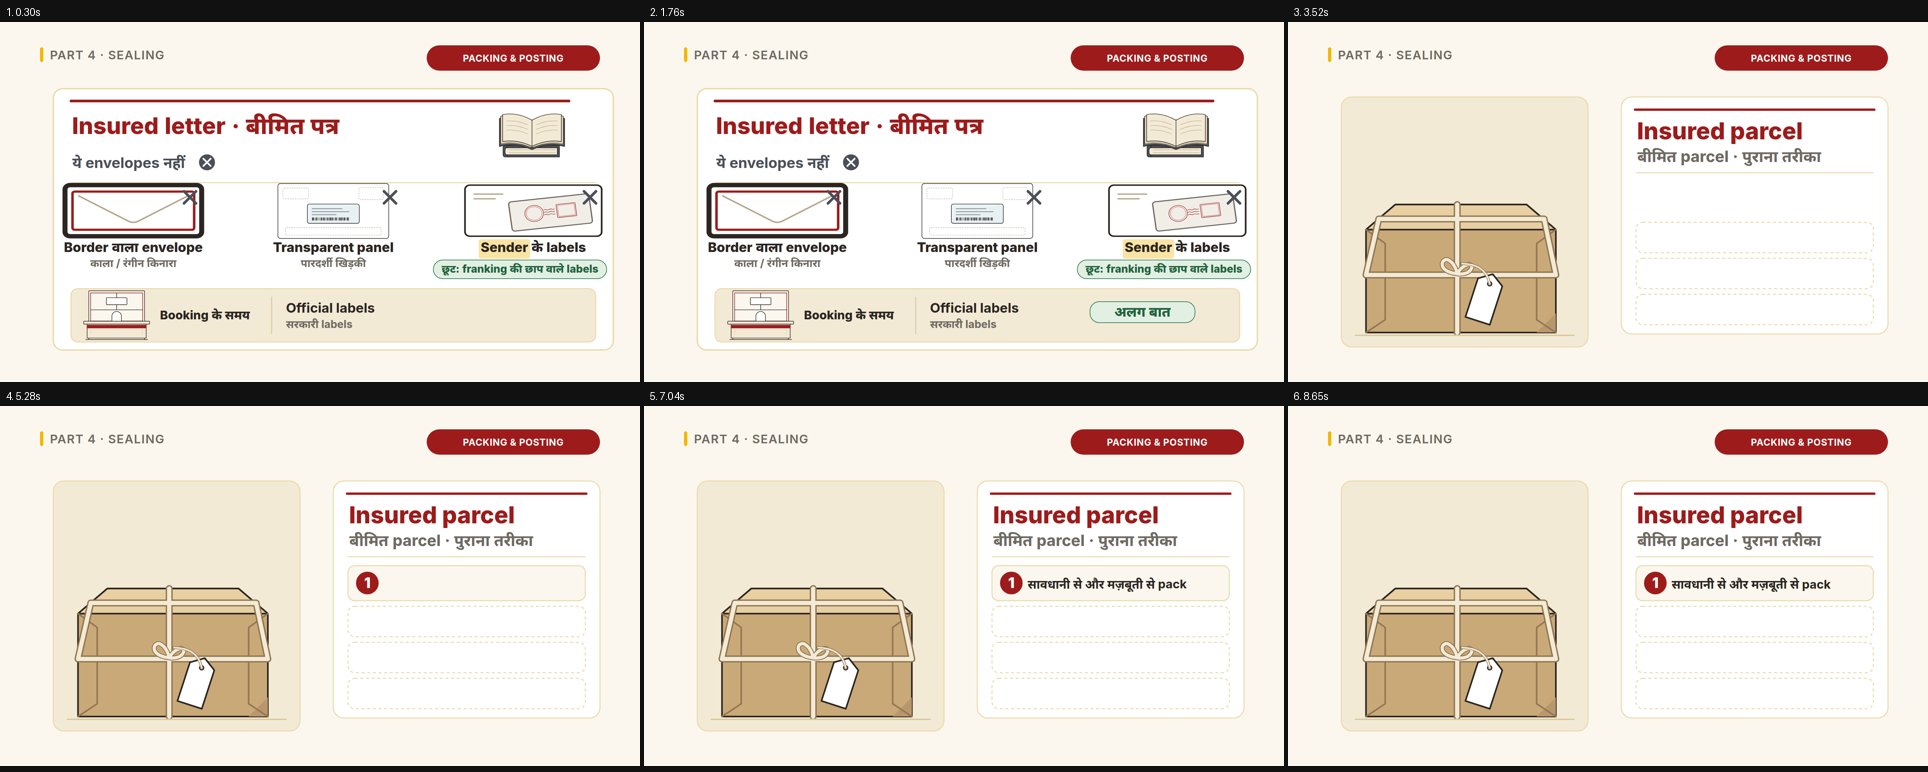 1. 0.30s
PART 4 · SEALING
PACKING & POSTING
Insured letter · बीमित पत्र
ये envelopes नहीं
Border वाला envelope
काला / रंगीन किनारा
Transparent panel
पारदर्शी खिड़की
Sender के labels
छूट: franking की छाप वाले labels
Booking के समय
Official labels
सरकारी labels
2. 1.76s
PART 4 · SEALING
PACKING & POSTING
Insured letter · बीमित पत्र
ये envelopes नहीं
Border वाला envelope
काला / रंगीन किनारा
Transparent panel
पारदर्शी खिड़की
Sender के labels
छूट: franking की छाप वाले labels
Booking के समय
Official labels
सरकारी labels
अलग बात
3. 3.52s
PART 4 · SEALING
PACKING & POSTING
Insured parcel
बीमित parcel · पुराना तरीका
4. 5.28s
PART 4 · SEALING
PACKING & POSTING
Insured parcel
बीमित parcel · पुराना तरीका
1
5. 7.04s
PART 4 · SEALING
PACKING & POSTING
Insured parcel
बीमित parcel · पुराना तरीका
1 सावधानी से और मज़बूती से pack
6. 8.65s
PART 4 · SEALING
PACKING & POSTING
Insured parcel
बीमित parcel · पुराना तरीका
1 सावधानी से और मज़बूती से pack